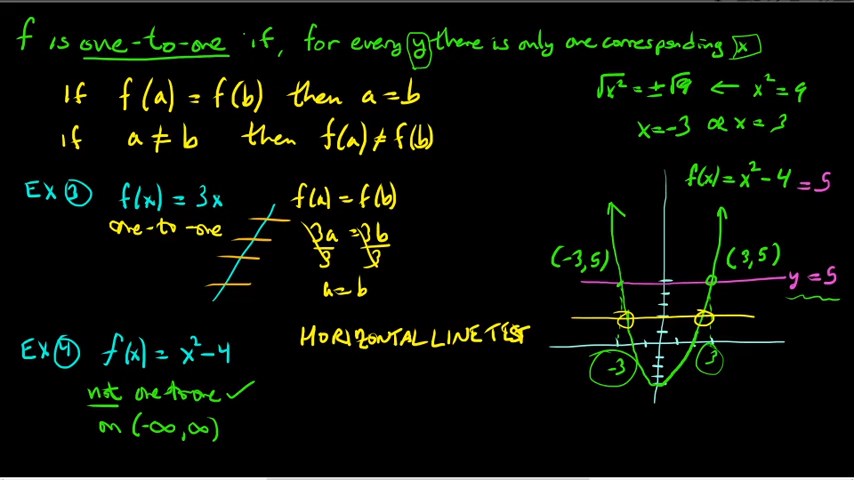 f is one-to-one if, for every y there is only one corresponding x
If f(a) = f(b) then a = b
if a ≠ b then f(a) ≠ f(b)
√x² = ±√9 ← x² = 9
x = -3 or x = 3
EX ③ f(x) = 3x
one-to-one
f(a) = f(b)
3a = 3b
3 3
a = b
HORIZONTAL LINE TEST
EX ④ f(x) = x² - 4
not one-to-one ✓
on (-∞, ∞)
f(x) = x² - 4 = 5
(-3, 5) (3, 5)
y = 5
-3 3